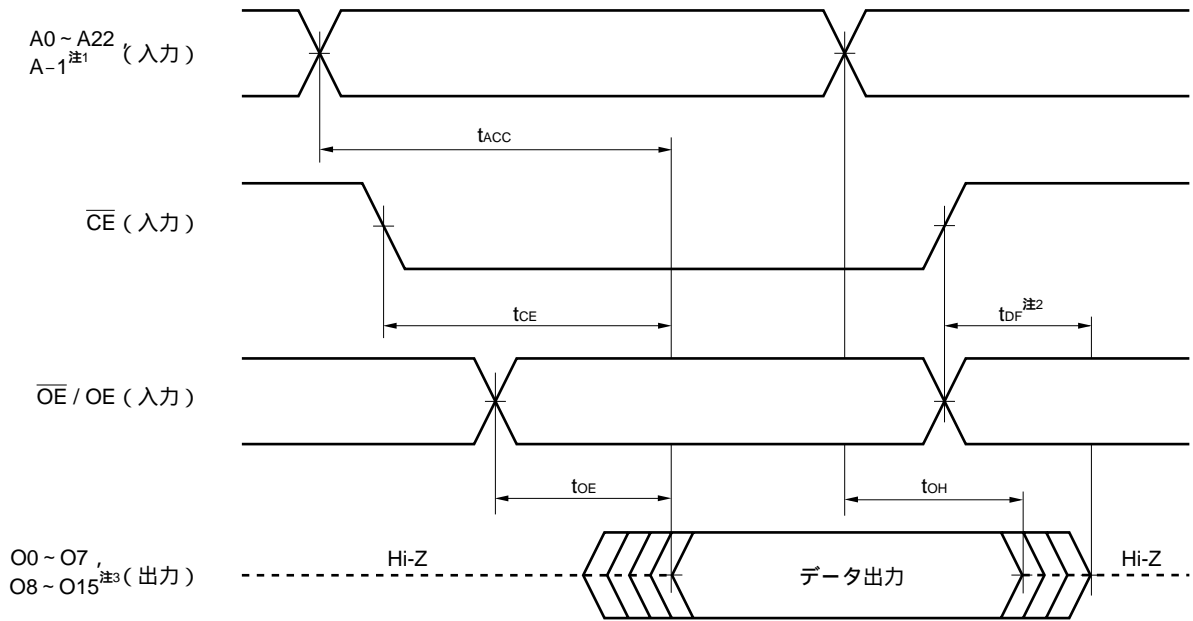 A0 ~ A22 ,
A−1注1 ( 入力 )
tACC
CE ( 入力 )
tCE
tDF注2
OE / OE ( 入力 )
tOE
tOH
O0 ~ O7 ,
O8 ~ O15注3 ( 出力 )
Hi-Z
データ出力
Hi-Z